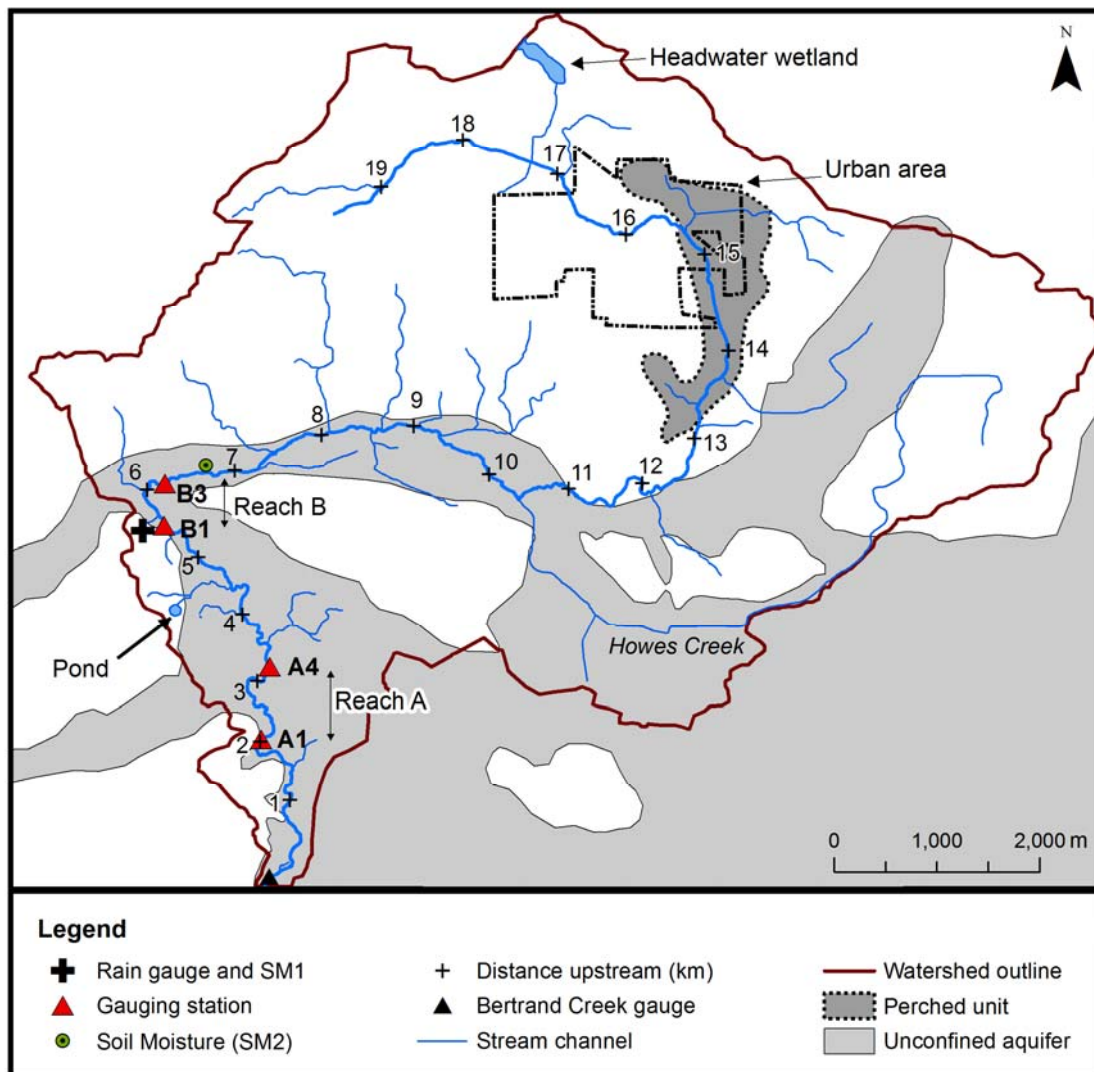 N
Headwater wetland
18
17
Urban area
19
16
15
14
9
8
13
7
10
12
6
11
B3
Reach B
B1
5
4
Howes Creek
Pond
A4
3
Reach A
A1
2
1
0 1,000 2,000 m
Legend
Rain gauge and SM1
Distance upstream (km)
Watershed outline
Gauging station
Bertrand Creek gauge
Perched unit
Soil Moisture (SM2)
Stream channel
Unconfined aquifer